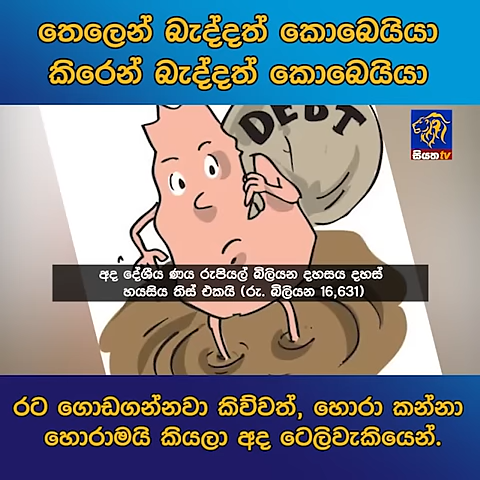 තෙලෙන් බැද්දත් කොබෙයියා
කිරෙන් බැද්දත් කොබෙයියා
DEBT
සියත tv
අද දේශීය ණය රුපියල් බිලියන දහසය දහස්
හයසිය තිස් එකයි (රු. බිලියන 16,631)
රට ගොඩගන්නවා කිව්වත්, හොරා කන්නා
හොරාමයි කියලා අද ටෙලිවැකියෙන්.